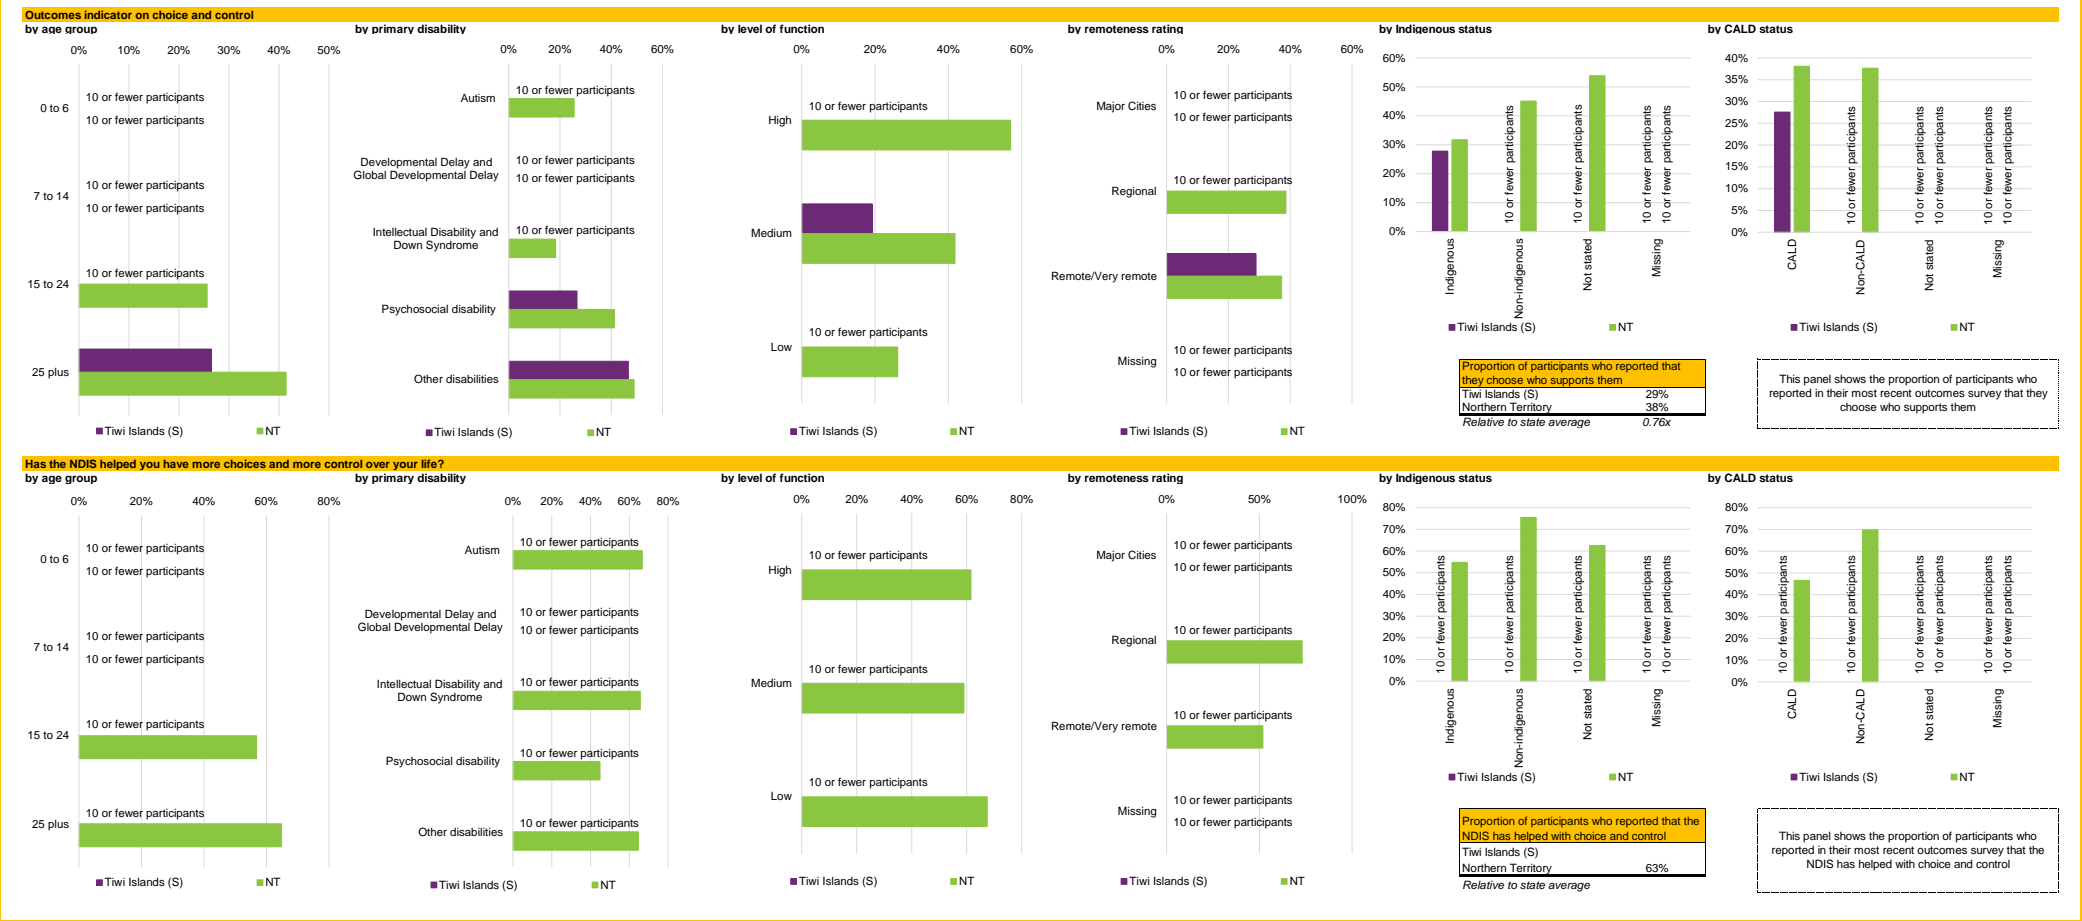 Outcomes indicator on choice and control
by age group
0% 10% 20% 30% 40% 50%
0 to 6
10 or fewer participants
10 or fewer participants
7 to 14
10 or fewer participants
10 or fewer participants
15 to 24
10 or fewer participants
25 plus
Tiwi Islands (S) NT
by primary disability
0% 20% 40% 60%
Autism
10 or fewer participants
Developmental Delay and
Global Developmental Delay
10 or fewer participants
10 or fewer participants
Intellectual Disability and
Down Syndrome
10 or fewer participants
Psychosocial disability
Other disabilities
Tiwi Islands (S) NT
by level of function
0% 20% 40% 60%
High
10 or fewer participants
Medium
Low
10 or fewer participants
Tiwi Islands (S) NT
by remoteness rating
0% 20% 40% 60%
Major Cities
10 or fewer participants
10 or fewer participants
Regional
10 or fewer participants
Remote/Very remote
Missing
10 or fewer participants
10 or fewer participants
Tiwi Islands (S) NT
by Indigenous status
60%
50%
40%
30%
20%
10%
0%
10 or fewer participants
10 or fewer participants
10 or fewer participants
10 or fewer participants
Indigenous
Non-indigenous
Not stated
Missing
Tiwi Islands (S) NT
by CALD status
40%
35%
30%
25%
20%
15%
10%
5%
0%
10 or fewer participants
10 or fewer participants
10 or fewer participants
10 or fewer participants
10 or fewer participants
CALD
Non-CALD
Not stated
Missing
Tiwi Islands (S) NT
Proportion of participants who reported that
they choose who supports them
Tiwi Islands (S) 29%
Northern Territory 38%
Relative to state average 0.76x
This panel shows the proportion of participants who
reported in their most recent outcomes survey that they
choose who supports them
Has the NDIS helped you have more choices and more control over your life?
by age group
0% 20% 40% 60% 80%
0 to 6
10 or fewer participants
10 or fewer participants
7 to 14
10 or fewer participants
10 or fewer participants
15 to 24
10 or fewer participants
25 plus
10 or fewer participants
Tiwi Islands (S) NT
by primary disability
0% 20% 40% 60% 80%
Autism
10 or fewer participants
Developmental Delay and
Global Developmental Delay
10 or fewer participants
10 or fewer participants
Intellectual Disability and
Down Syndrome
10 or fewer participants
Psychosocial disability
10 or fewer participants
Other disabilities
10 or fewer participants
Tiwi Islands (S) NT
by level of function
0% 20% 40% 60% 80%
High
10 or fewer participants
Medium
10 or fewer participants
Low
10 or fewer participants
Tiwi Islands (S) NT
by remoteness rating
0% 50% 100%
Major Cities
10 or fewer participants
10 or fewer participants
Regional
10 or fewer participants
Remote/Very remote
10 or fewer participants
Missing
10 or fewer participants
10 or fewer participants
Tiwi Islands (S) NT
by Indigenous status
80%
70%
60%
50%
40%
30%
20%
10%
0%
10 or fewer participants
10 or fewer participants
10 or fewer participants
10 or fewer participants
10 or fewer participants
Indigenous
Non-indigenous
Not stated
Missing
Tiwi Islands (S) NT
by CALD status
80%
70%
60%
50%
40%
30%
20%
10%
0%
10 or fewer participants
10 or fewer participants
10 or fewer participants
10 or fewer participants
10 or fewer participants
10 or fewer participants
CALD
Non-CALD
Not stated
Missing
Tiwi Islands (S) NT
Proportion of participants who reported that the
NDIS has helped with choice and control
Tiwi Islands (S)
Northern Territory 63%
Relative to state average
This panel shows the proportion of participants who
reported in their most recent outcomes survey that the
NDIS has helped with choice and control